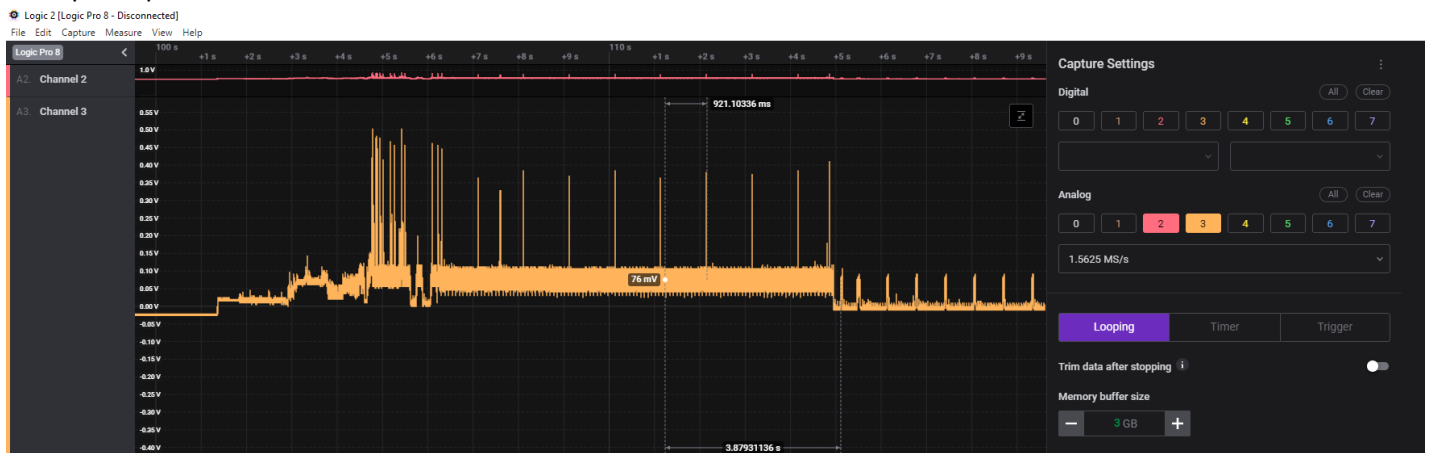 Logic 2 [Logic Pro 8 - Disconnected]
File Edit Capture Measure View Help
Logic Pro 8
100 s
+1 s +2 s +3 s +4 s +5 s +6 s +7 s +8 s +9 s
110 s
+1 s +2 s +3 s +4 s +5 s +6 s +7 s +8 s +9 s
A2. Channel 2
1.0 V
A3. Channel 3
0.55 V
0.50 V
0.45 V
0.40 V
0.35 V
0.30 V
0.25 V
0.20 V
0.15 V
0.10 V
0.05 V
0.00 V
-0.05 V
-0.10 V
-0.15 V
-0.20 V
-0.25 V
-0.30 V
-0.35 V
-0.40 V
921.10336 ms
76 mV
3.87931136 s
Capture Settings
Digital All Clear
0 1 2 3 4 5 6 7
Analog All Clear
0 1 2 3 4 5 6 7
1.5625 MS/s
Looping Timer Trigger
Trim data after stopping i
Memory buffer size
− 3 GB +